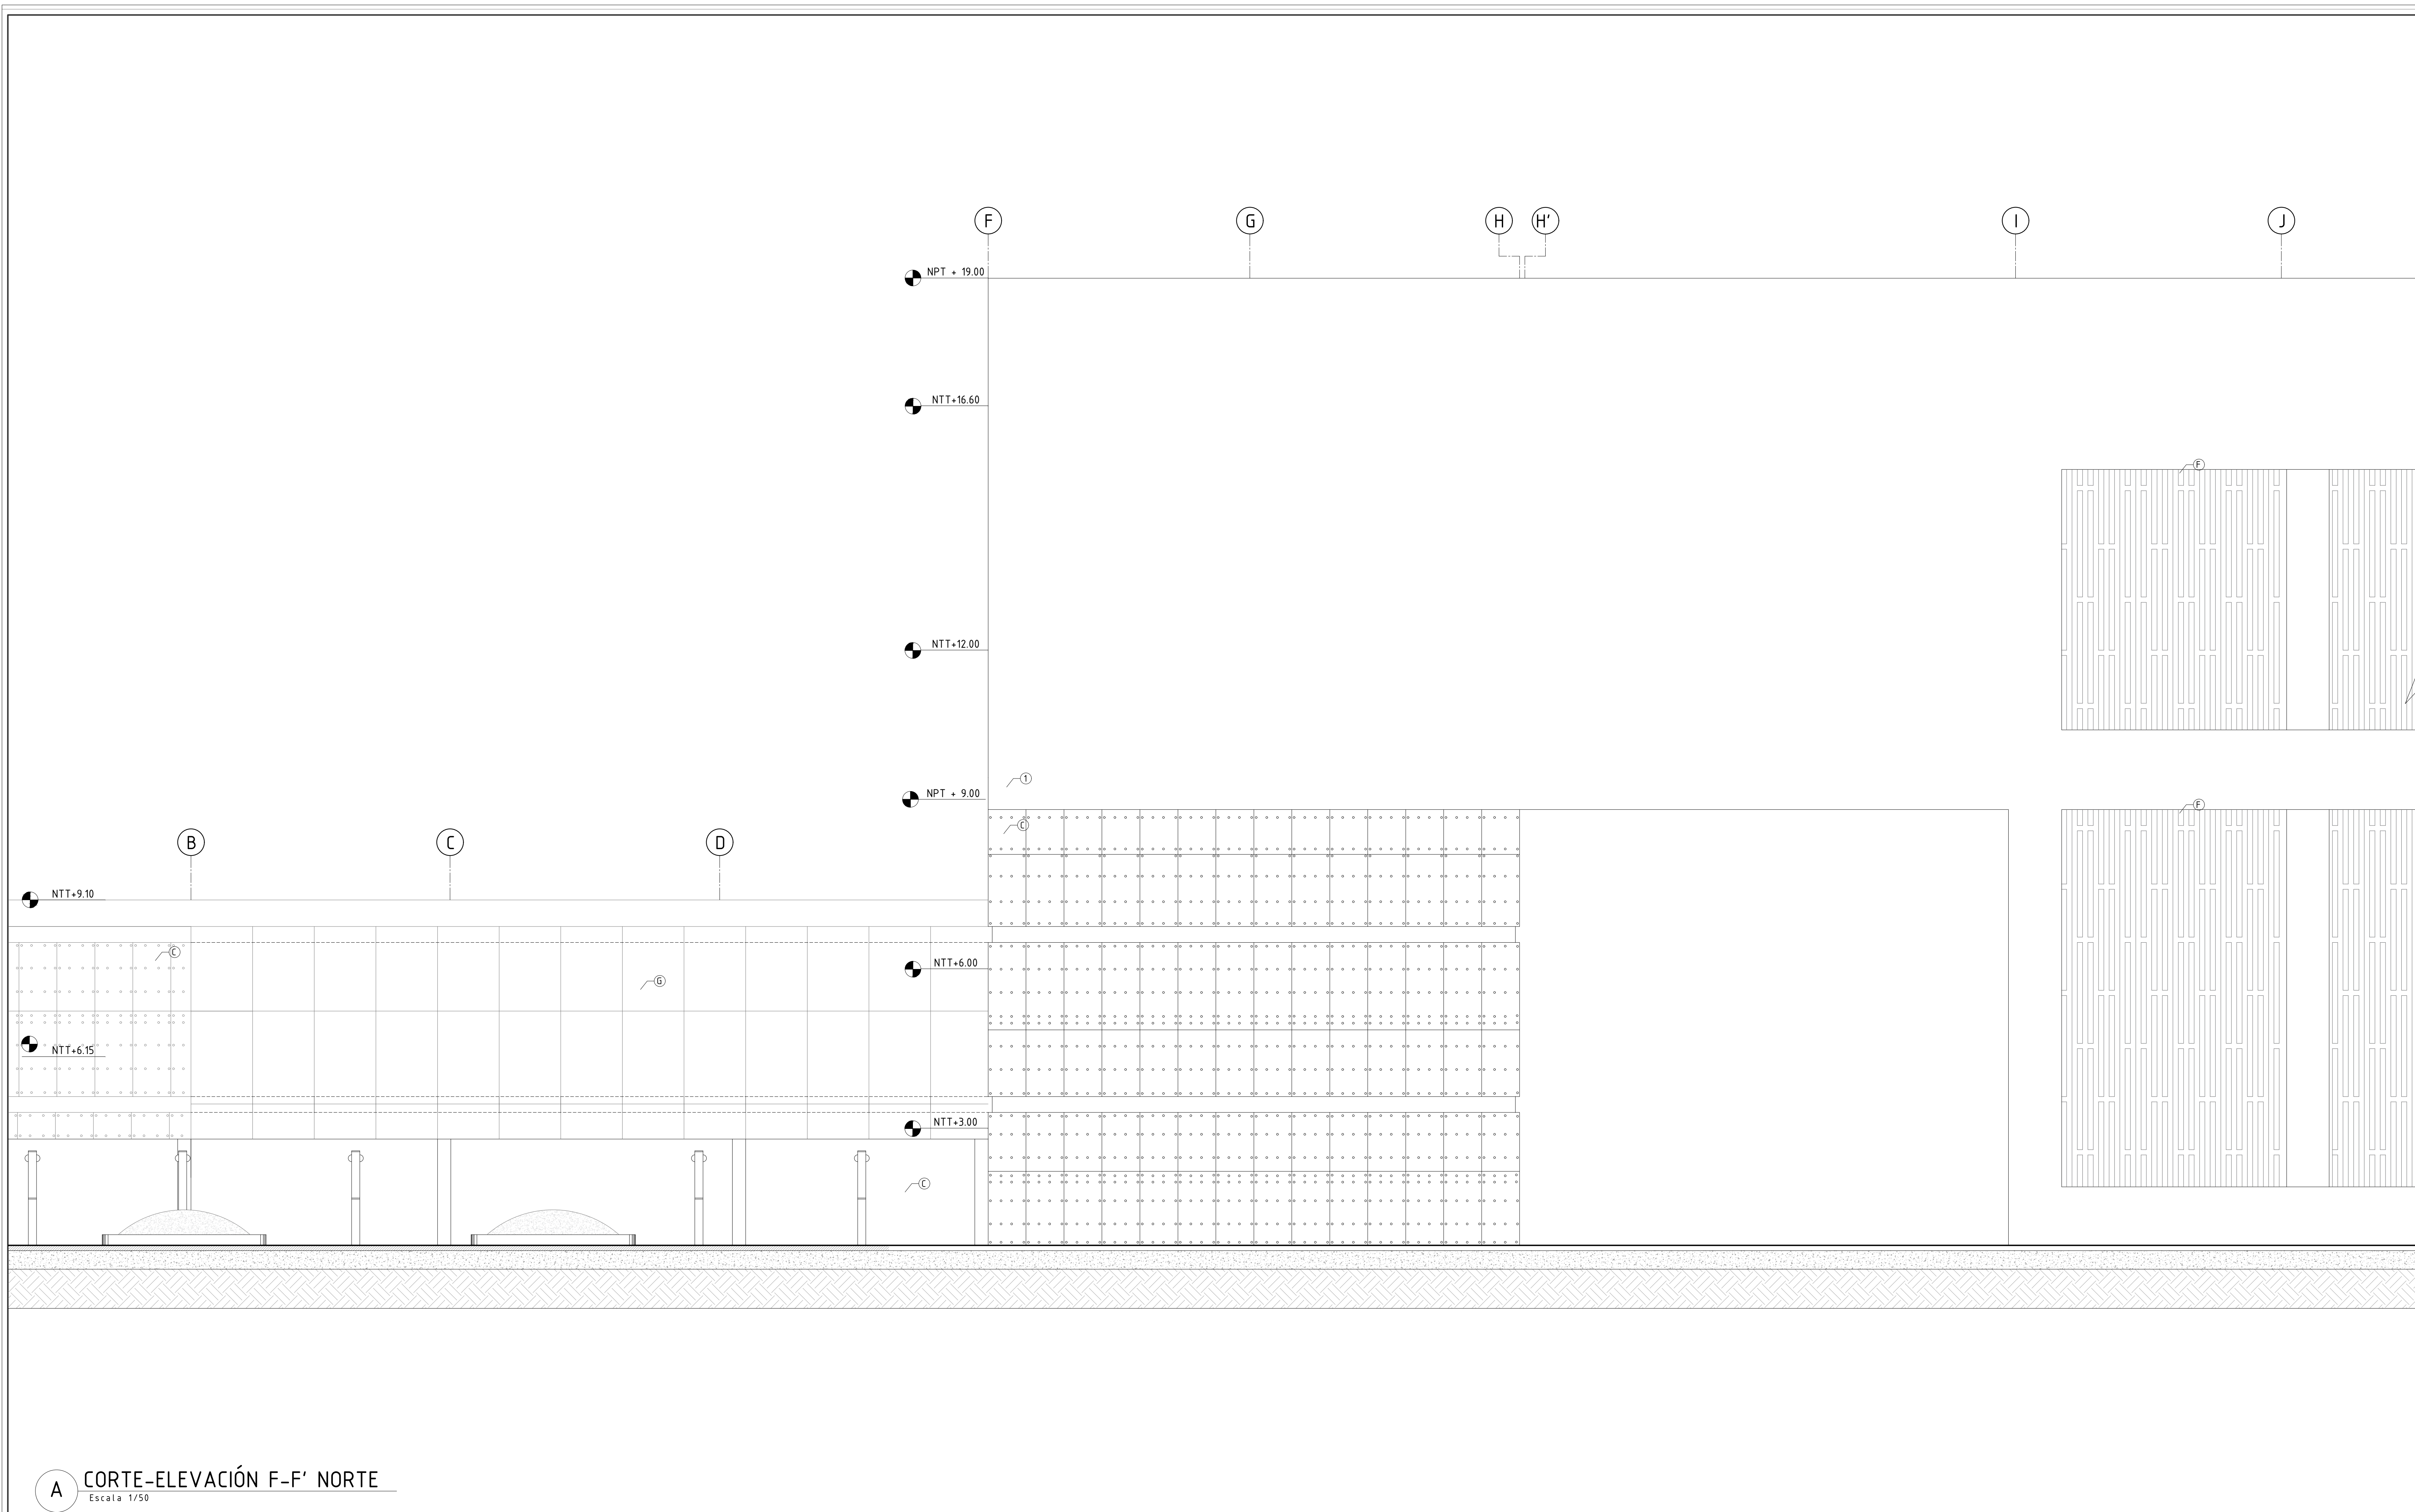 F G H H' I J
NPT + 19.00
NTT+16.60
F
NTT+12.00
1
NPT + 9.00
F
C
B C D
NTT+9.10
C
NTT+6.00
G
NTT+6.15
NTT+3.00
C
A CORTE-ELEVACIÓN F-F' NORTE
Escala 1/50